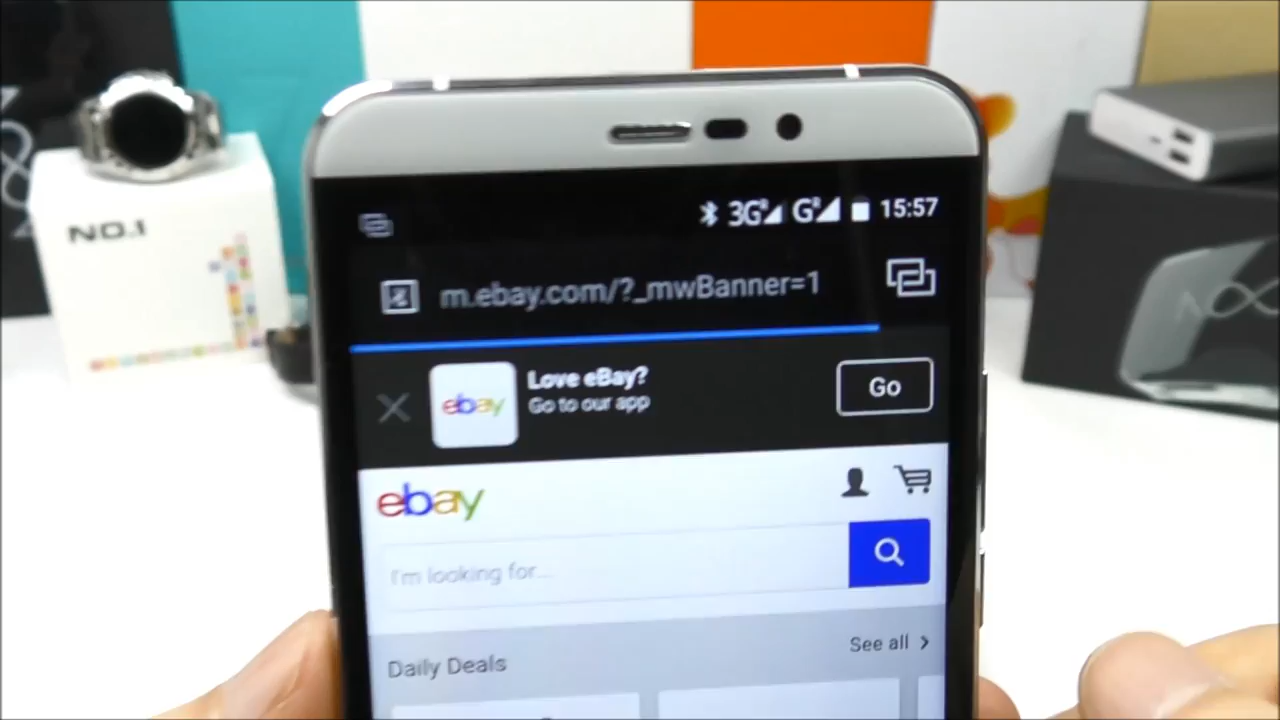 NO.1
3G G 15:57
m.ebay.com/?_mwBanner=1
Love eBay?
ebay
Go to our app
Go
ebay
I'm looking for...
See all >
Daily Deals